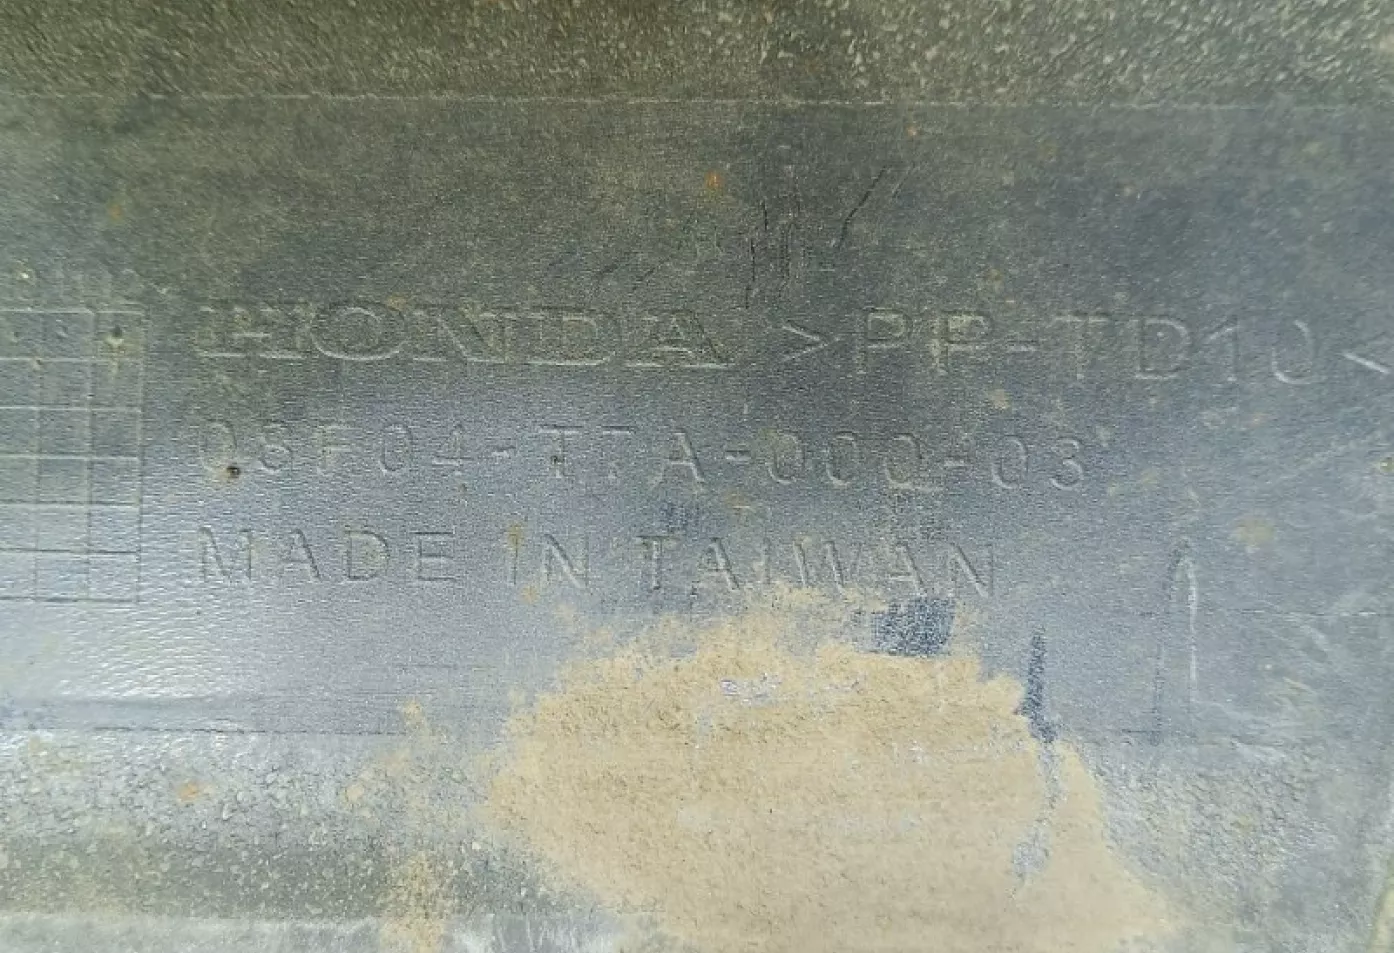 HONDA >PP-TD10<
08F04-TTA-000-03
MADE IN TAIWAN